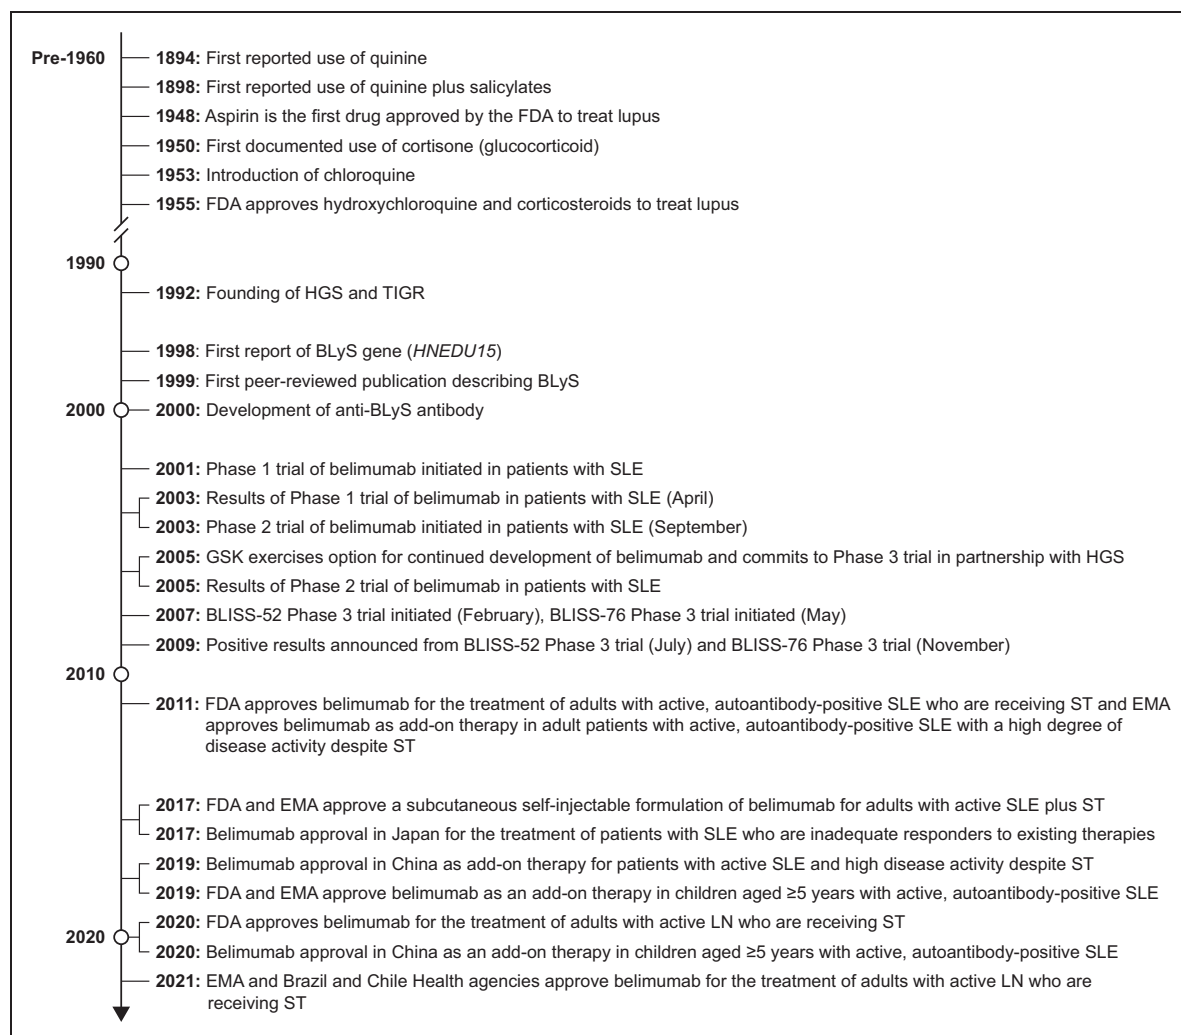 Pre-1960
1894: First reported use of quinine
1898: First reported use of quinine plus salicylates
1948: Aspirin is the first drug approved by the FDA to treat lupus
1950: First documented use of cortisone (glucocorticoid)
1953: Introduction of chloroquine
1955: FDA approves hydroxychloroquine and corticosteroids to treat lupus
1990
1992: Founding of HGS and TIGR
1998: First report of BLyS gene (HNEDU15)
1999: First peer-reviewed publication describing BLyS
2000
2000: Development of anti-BLyS antibody
2001: Phase 1 trial of belimumab initiated in patients with SLE
2003: Results of Phase 1 trial of belimumab in patients with SLE (April)
2003: Phase 2 trial of belimumab initiated in patients with SLE (September)
2005: GSK exercises option for continued development of belimumab and commits to Phase 3 trial in partnership with HGS
2005: Results of Phase 2 trial of belimumab in patients with SLE
2007: BLISS-52 Phase 3 trial initiated (February), BLISS-76 Phase 3 trial initiated (May)
2009: Positive results announced from BLISS-52 Phase 3 trial (July) and BLISS-76 Phase 3 trial (November)
2010
2011: FDA approves belimumab for the treatment of adults with active, autoantibody-positive SLE who are receiving ST and EMA
approves belimumab as add-on therapy in adult patients with active, autoantibody-positive SLE with a high degree of
disease activity despite ST
2017: FDA and EMA approve a subcutaneous self-injectable formulation of belimumab for adults with active SLE plus ST
2017: Belimumab approval in Japan for the treatment of patients with SLE who are inadequate responders to existing therapies
2019: Belimumab approval in China as add-on therapy for patients with active SLE and high disease activity despite ST
2019: FDA and EMA approve belimumab as an add-on therapy in children aged ≥5 years with active, autoantibody-positive SLE
2020
2020: FDA approves belimumab for the treatment of adults with active LN who are receiving ST
2020: Belimumab approval in China as an add-on therapy in children aged ≥5 years with active, autoantibody-positive SLE
2021: EMA and Brazil and Chile Health agencies approve belimumab for the treatment of adults with active LN who are
receiving ST